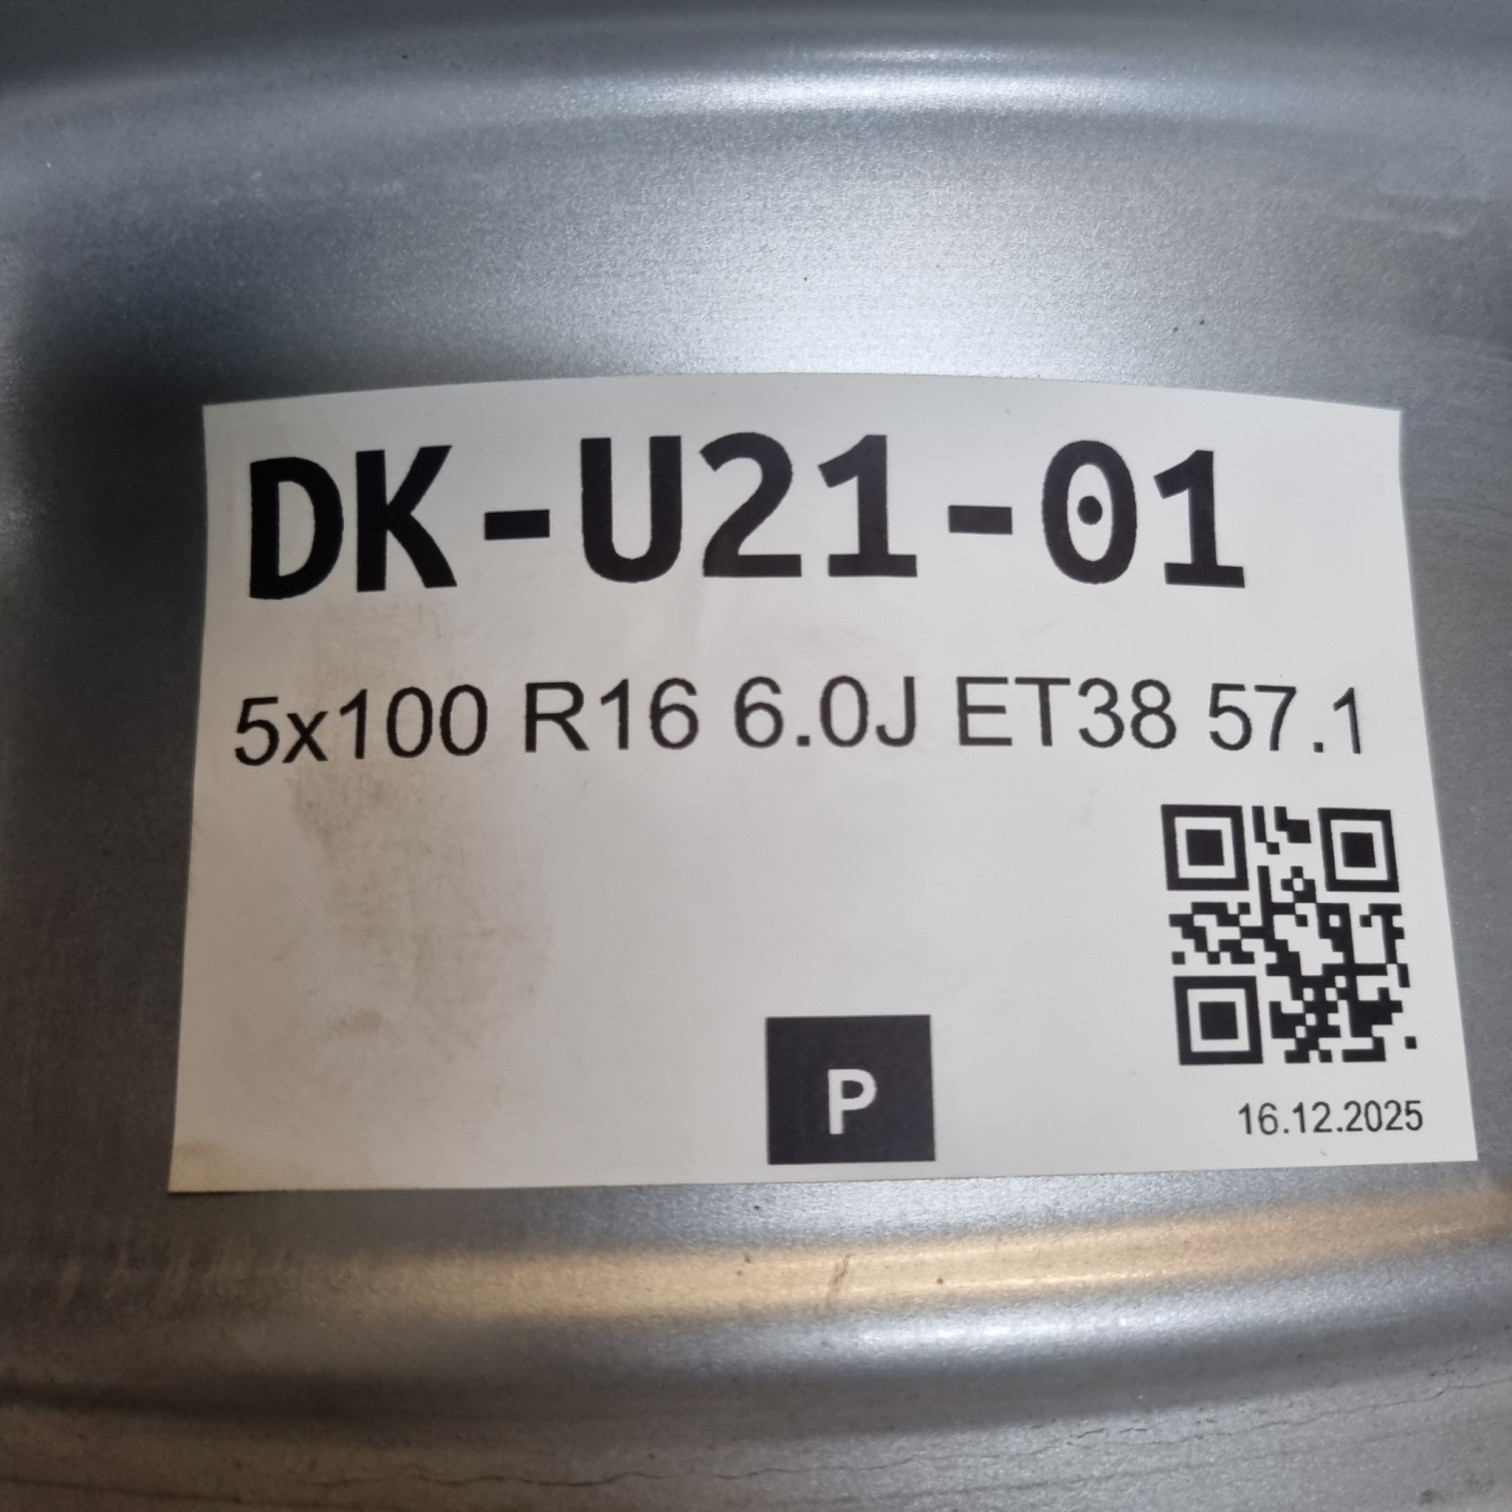 DK-U21-01
5x100 R16 6.0J ET38 57.1
P
16.12.2025